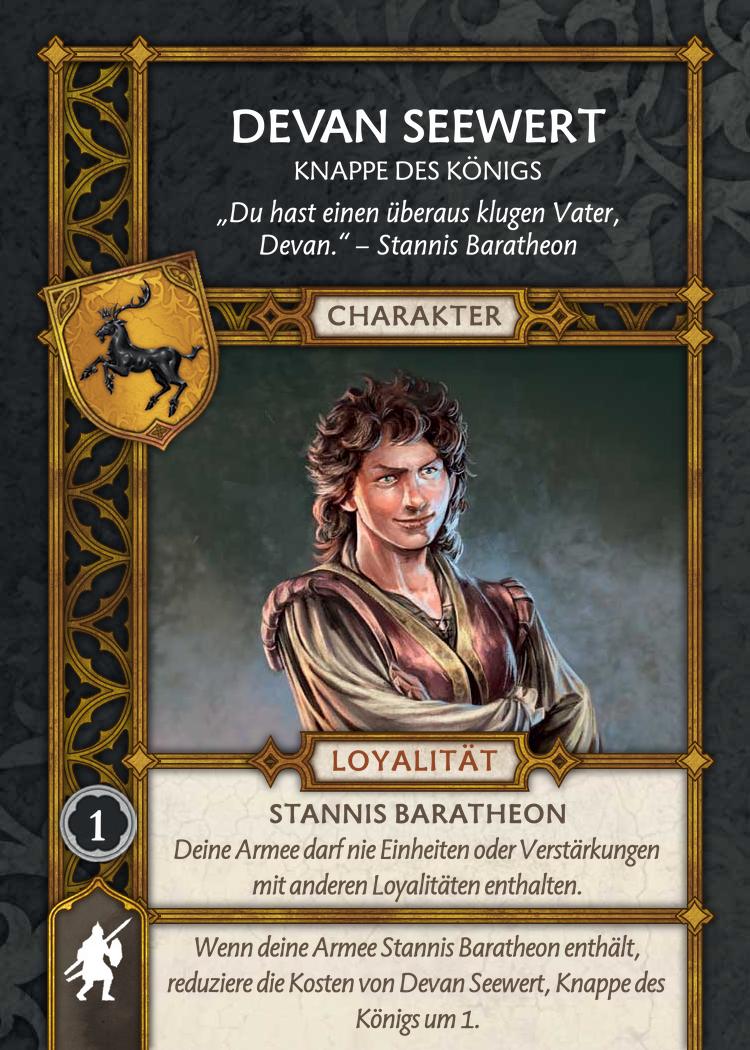 DEVAN SEEWERT
KNAPPE DES KÖNIGS
„Du hast einen überaus klugen Vater,
Devan.“ – Stannis Baratheon
CHARAKTER
LOYALITÄT
1
STANNIS BARATHEON
Deine Armee darf nie Einheiten oder Verstärkungen
mit anderen Loyalitäten enthalten.
Wenn deine Armee Stannis Baratheon enthält,
reduziere die Kosten von Devan Seewert, Knappe des
Königs um 1.